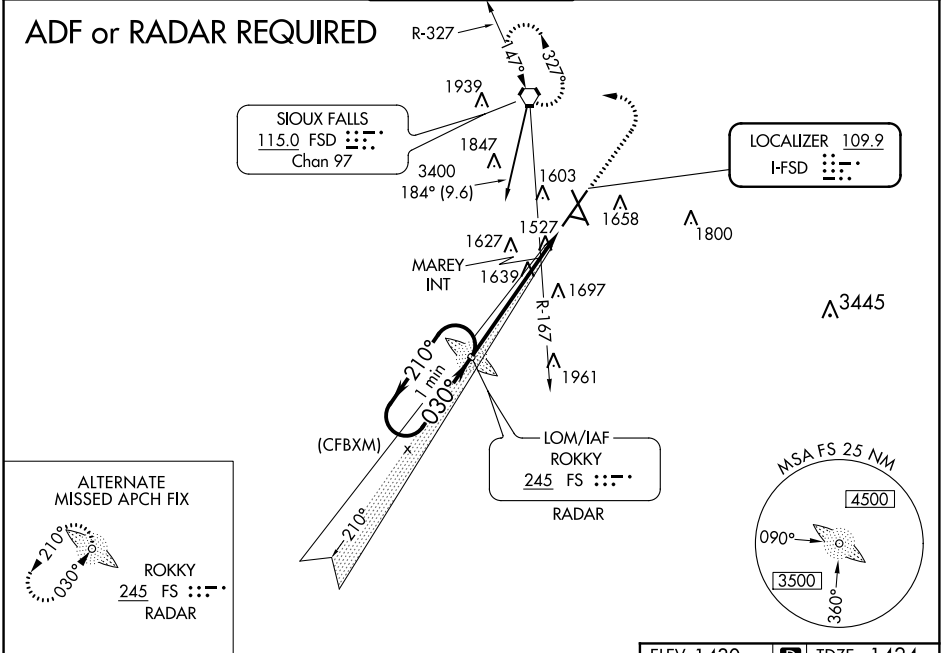 ADF or RADAR REQUIRED
R-327
147°
327°
1939
SIOUX FALLS
115.0 FSD
Chan 97
1847
3400
184° (9.6)
1603
LOCALIZER 109.9
I-FSD
1658
1800
1527
1627
MAREY
INT
1639
1697
R-167
3445
1961
210°
1 min
030°
(CFBXM)
x
210°
LOM/IAF
ROKKY
245 FS
RADAR
ALTERNATE
MISSED APCH FIX
210°
030°
ROKKY
245 FS
RADAR
MSA FS 25 NM
4500
090°
3500
360°